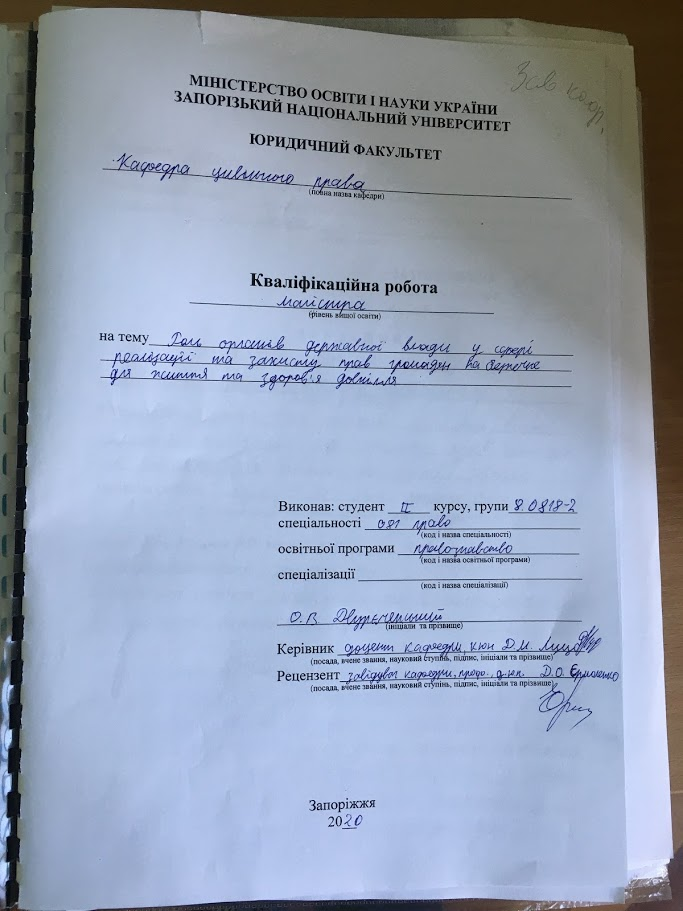 Зав кафр.
МІНІСТЕРСТВО ОСВІТИ І НАУКИ УКРАЇНИ
ЗАПОРІЗЬКИЙ НАЦІОНАЛЬНИЙ УНІВЕРСИТЕТ
ЮРИДИЧНИЙ ФАКУЛЬТЕТ
Кафедра цивільного права
(повна назва кафедри)
Кваліфікаційна робота
магістра
(рівень вищої освіти)
на тему Роль органів державної влади у сфері
реалізації та захисту прав громадян на безпечне
для життя та здоров'я довкілля
Виконав: студент II курсу, групи 8.0818-2
спеціальності 081 право
(код і назва спеціальності)
освітньої програми правознавство
(код і назва освітньої програми)
спеціалізації
(код і назва спеціалізації)
О.В.
(ініціали та прізвище)
Керівник доцент кафедри, кюн Д.М.
(посада, вчене звання, науковий ступінь, підпис, ініціали та прізвище)
Рецензент завідувач кафедри, проф., д.ю.н. Д.О. Єрмоленко
(посада, вчене звання, науковий ступінь, підпис, ініціали та прізвище)
Запоріжжя
2020